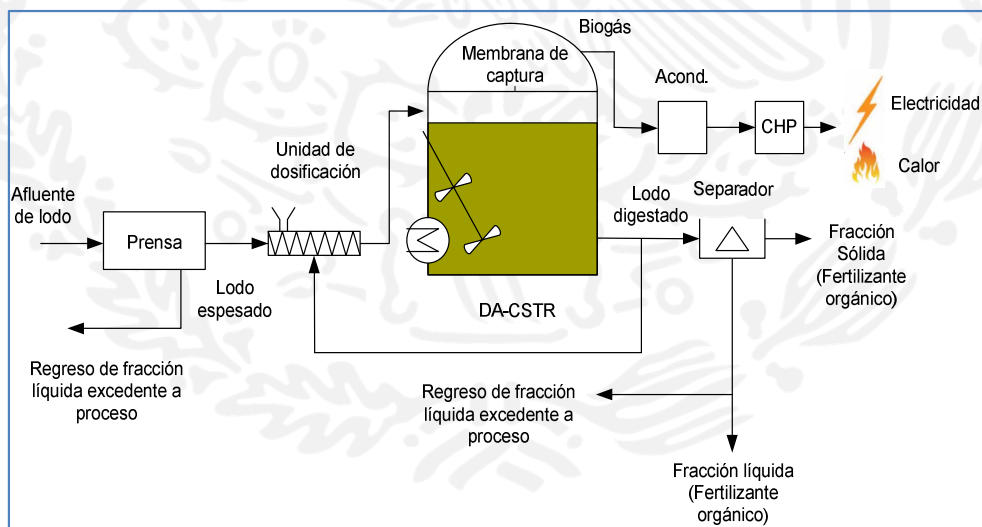 Biogás
Membrana de
captura
Acond.
CHP
Electricidad
Calor
Unidad de
dosificación
Afluente
de lodo
Prensa
Lodo
espesado
Lodo
digestado
Separador
Fracción
Sólida
(Fertilizante
orgánico)
DA-CSTR
Regreso de fracción
líquida excedente a
proceso
Regreso de fracción
líquida excedente a
proceso
Fracción líquida
(Fertilizante
orgánico)